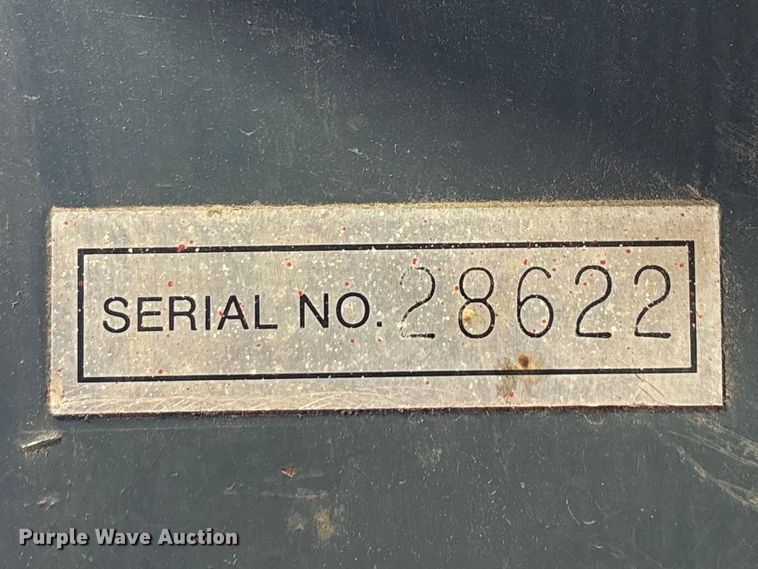 SERIAL NO. 28622
Purple Wave Auction